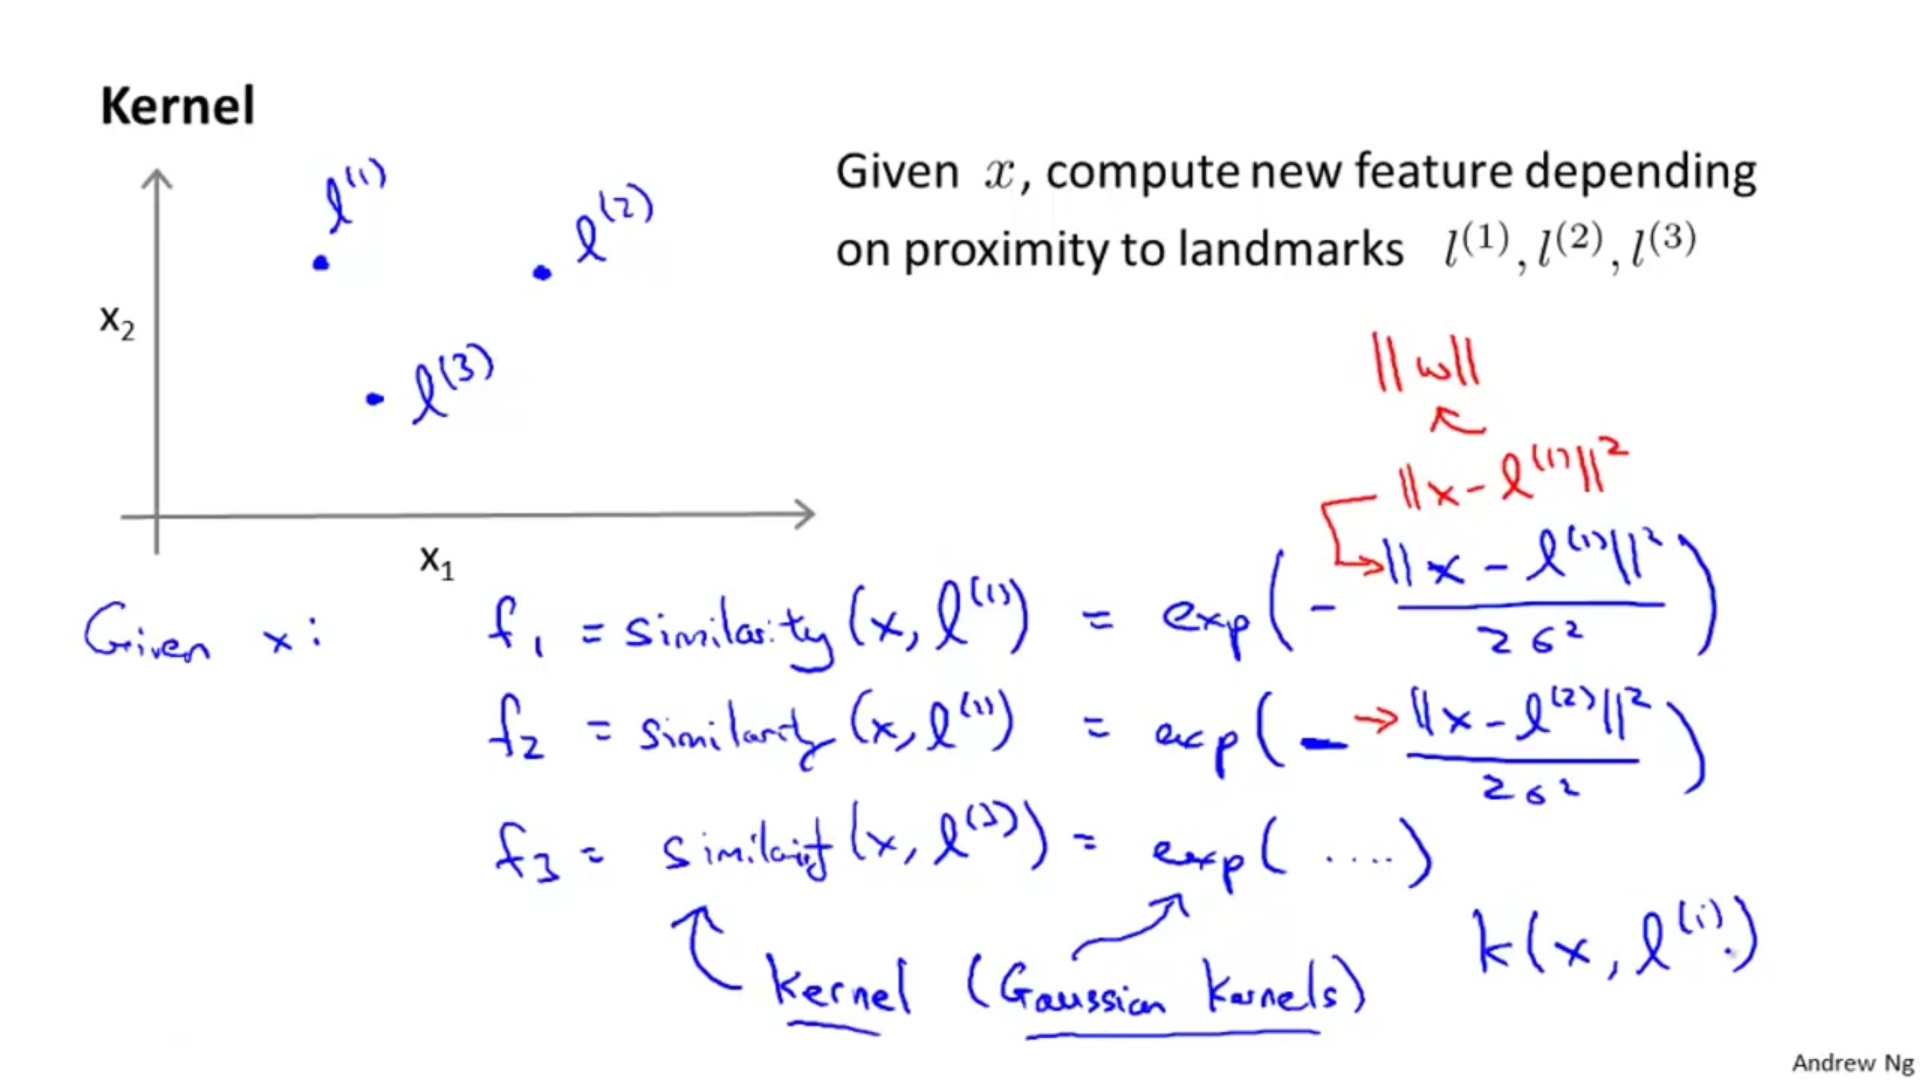 Kernel
Given x, compute new feature depending
on proximity to landmarks l⁽¹⁾, l⁽²⁾, l⁽³⁾
l⁽¹⁾
l⁽²⁾
x₂
l⁽³⁾
x₁
||w||
||x - l⁽¹⁾||²
Given x: f₁ = similarity (x, l⁽¹⁾) = exp(- ||x - l⁽¹⁾||² / 2σ²)
f₂ = similarity (x, l⁽²⁾) = exp(- ||x - l⁽²⁾||² / 2σ²)
f₃ = similarity (x, l⁽³⁾) = exp( ....)
kernel (Gaussian kernels) k(x, l⁽ⁱ⁾)
Andrew Ng